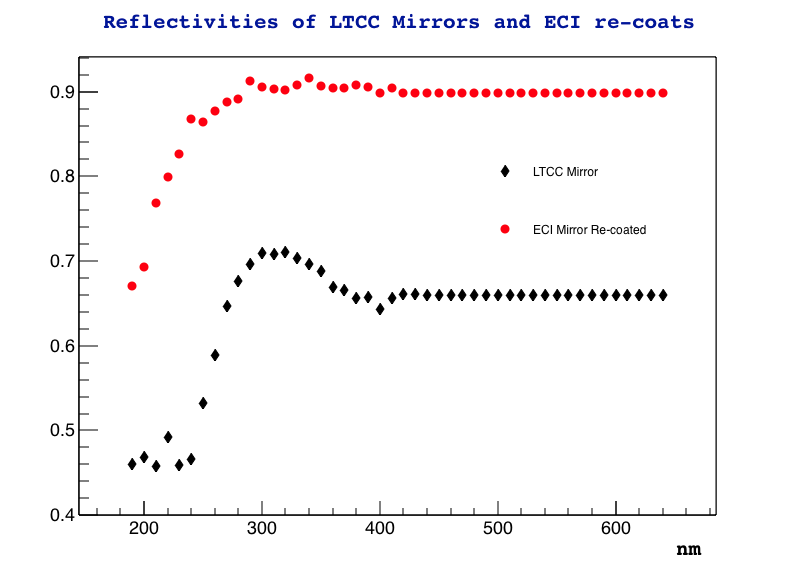 Reflectivities of LTCC Mirrors and ECI re-coats
0.9
0.8
LTCC Mirror
ECI Mirror Re-coated
0.7
0.6
0.5
0.4
200 300 400 500 600
nm